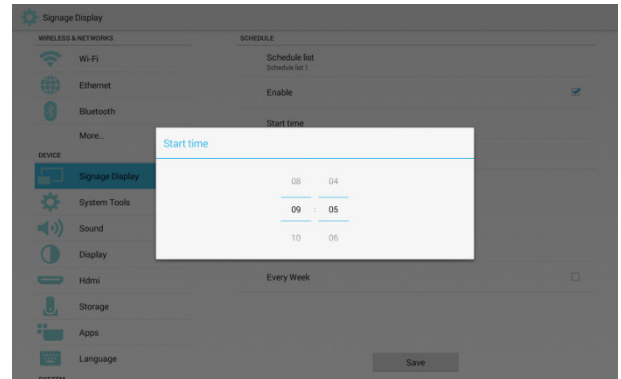 Signage Display
WIRELESS & NETWORKS
Wi-Fi
Ethernet
Bluetooth
More...
DEVICE
Signage Display
System Tools
Sound
Display
Hdmi
Storage
Apps
Language
SYSTEM
SCHEDULE
Schedule list
Schedule list 1
Enable
Start time
Start time
08 04
09 : 05
10 06
Every Week
Save